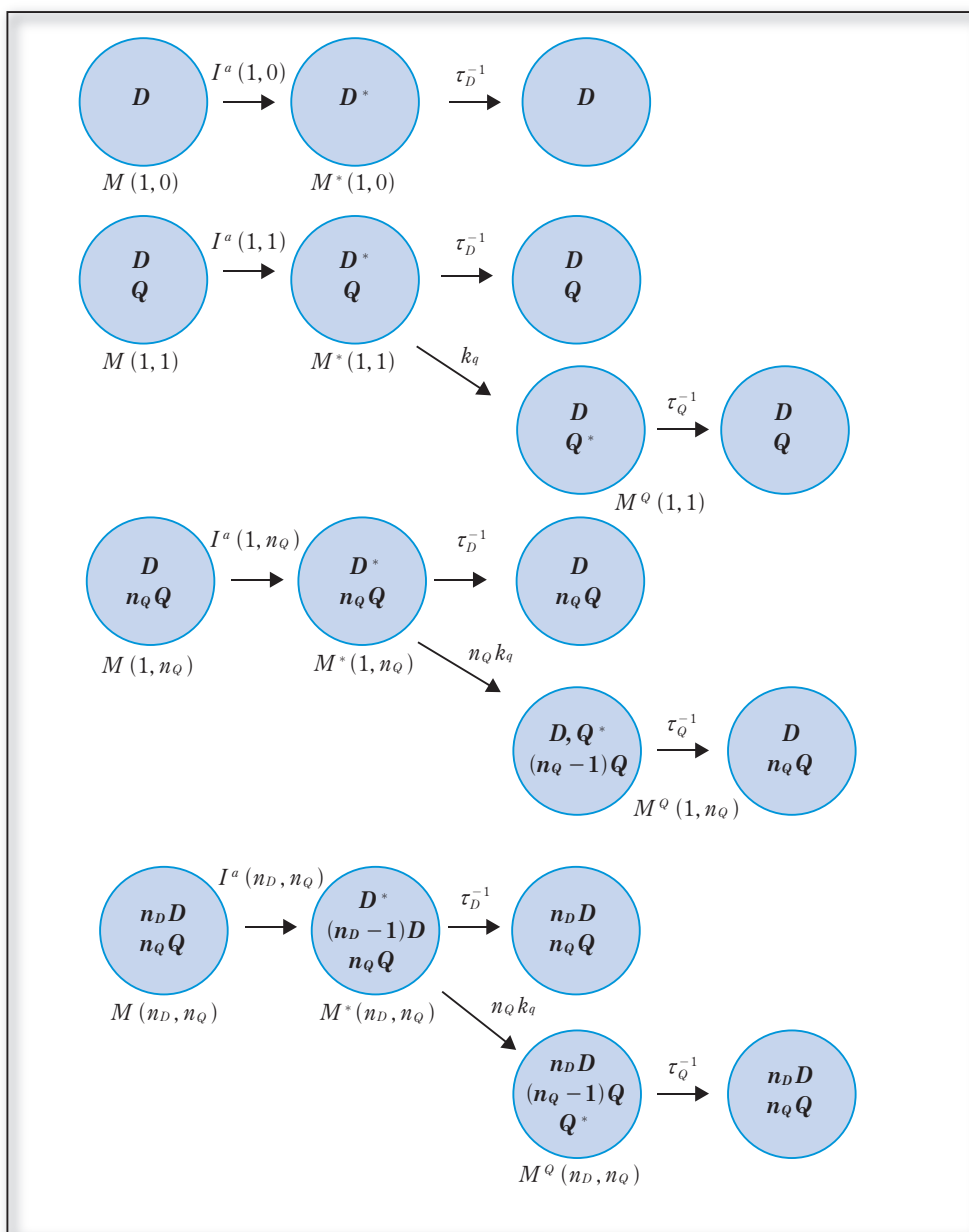 I^a(1,0) τ_D^{-1}
D D* D
M(1,0) M*(1,0)
I^a(1,1) τ_D^{-1}
D D* D
Q Q Q
M(1,1) M*(1,1)
k_q
τ_Q^{-1}
D D
Q* Q
M^Q(1,1)
I^a(1,n_Q) τ_D^{-1}
D D* D
n_Q Q n_Q Q n_Q Q
M(1,n_Q) M*(1,n_Q)
n_Q k_q
τ_Q^{-1}
D, Q* D
(n_Q − 1)Q n_Q Q
M^Q(1,n_Q)
I^a(n_D, n_Q) τ_D^{-1}
n_D D D* n_D D
n_Q Q (n_D − 1)D n_Q Q
n_Q Q
M(n_D, n_Q) M*(n_D, n_Q)
n_Q k_q
τ_Q^{-1}
n_D D n_D D
(n_Q − 1)Q n_Q Q
Q*
M^Q(n_D, n_Q)